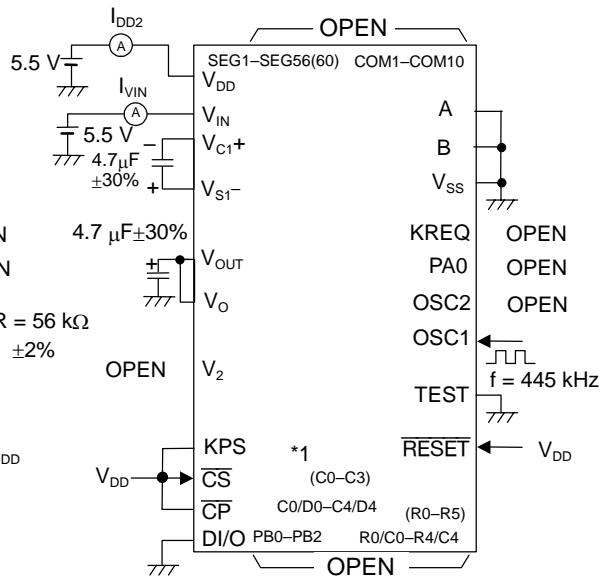 OPEN
I_DD2
A
5.5 V
SEG1–SEG56(60) COM1–COM10
V_DD
I_VIN
A
V_IN
5.5 V
A
–
V_C1+
4.7µF
±30%
B
+
V_S1–
V_SS
N
4.7 µF±30%
KREQ OPEN
+
V_OUT
N
PA0 OPEN
V_O
OSC2 OPEN
R = 56 kΩ
±2%
OSC1
OPEN
V_2
f = 445 kHz
TEST
KPS
*1
RESET
V_DD
DD
V_DD
CS
(C0–C3)
CP
C0/D0–C4/D4
(R0–R5)
DI/O
PB0–PB2
R0/C0–R4/C4
OPEN